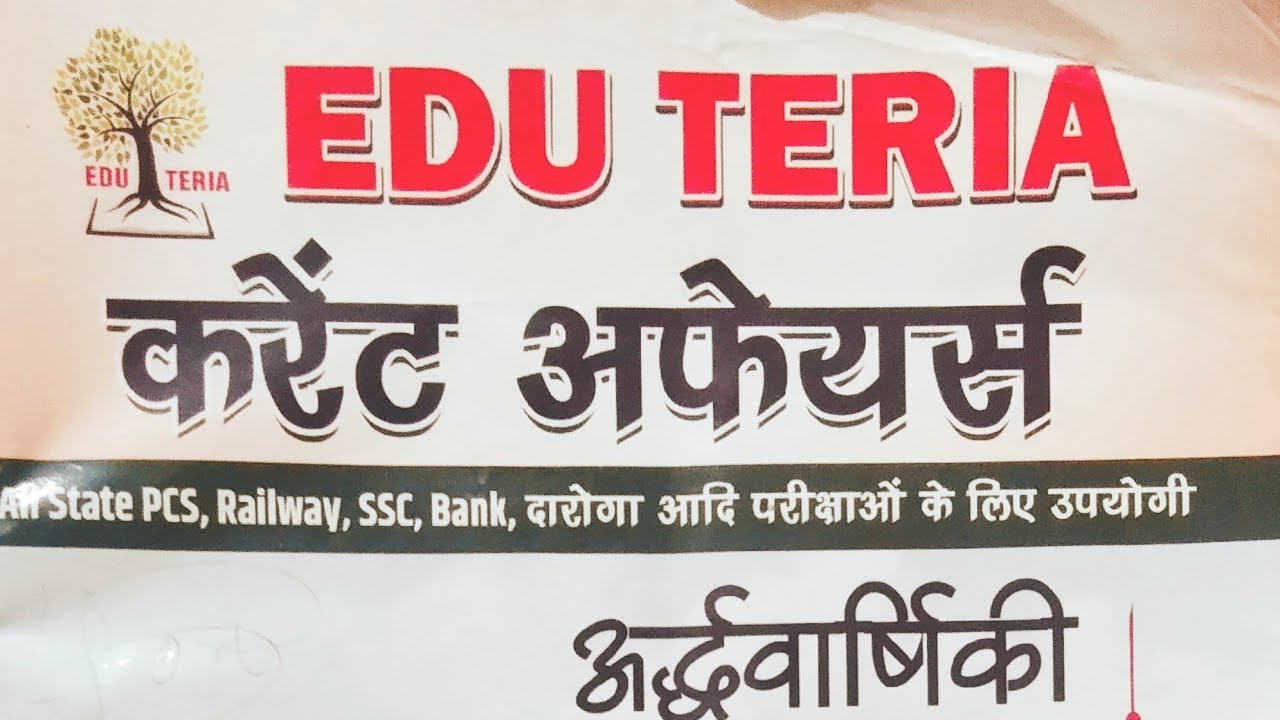 EDU TERIA
EDU TERIA
करेंट अफेयर्स
All State PCS, Railway, SSC, Bank, दारोगा आदि परीक्षाओं के लिए उपयोगी
अर्द्धवार्षिकी